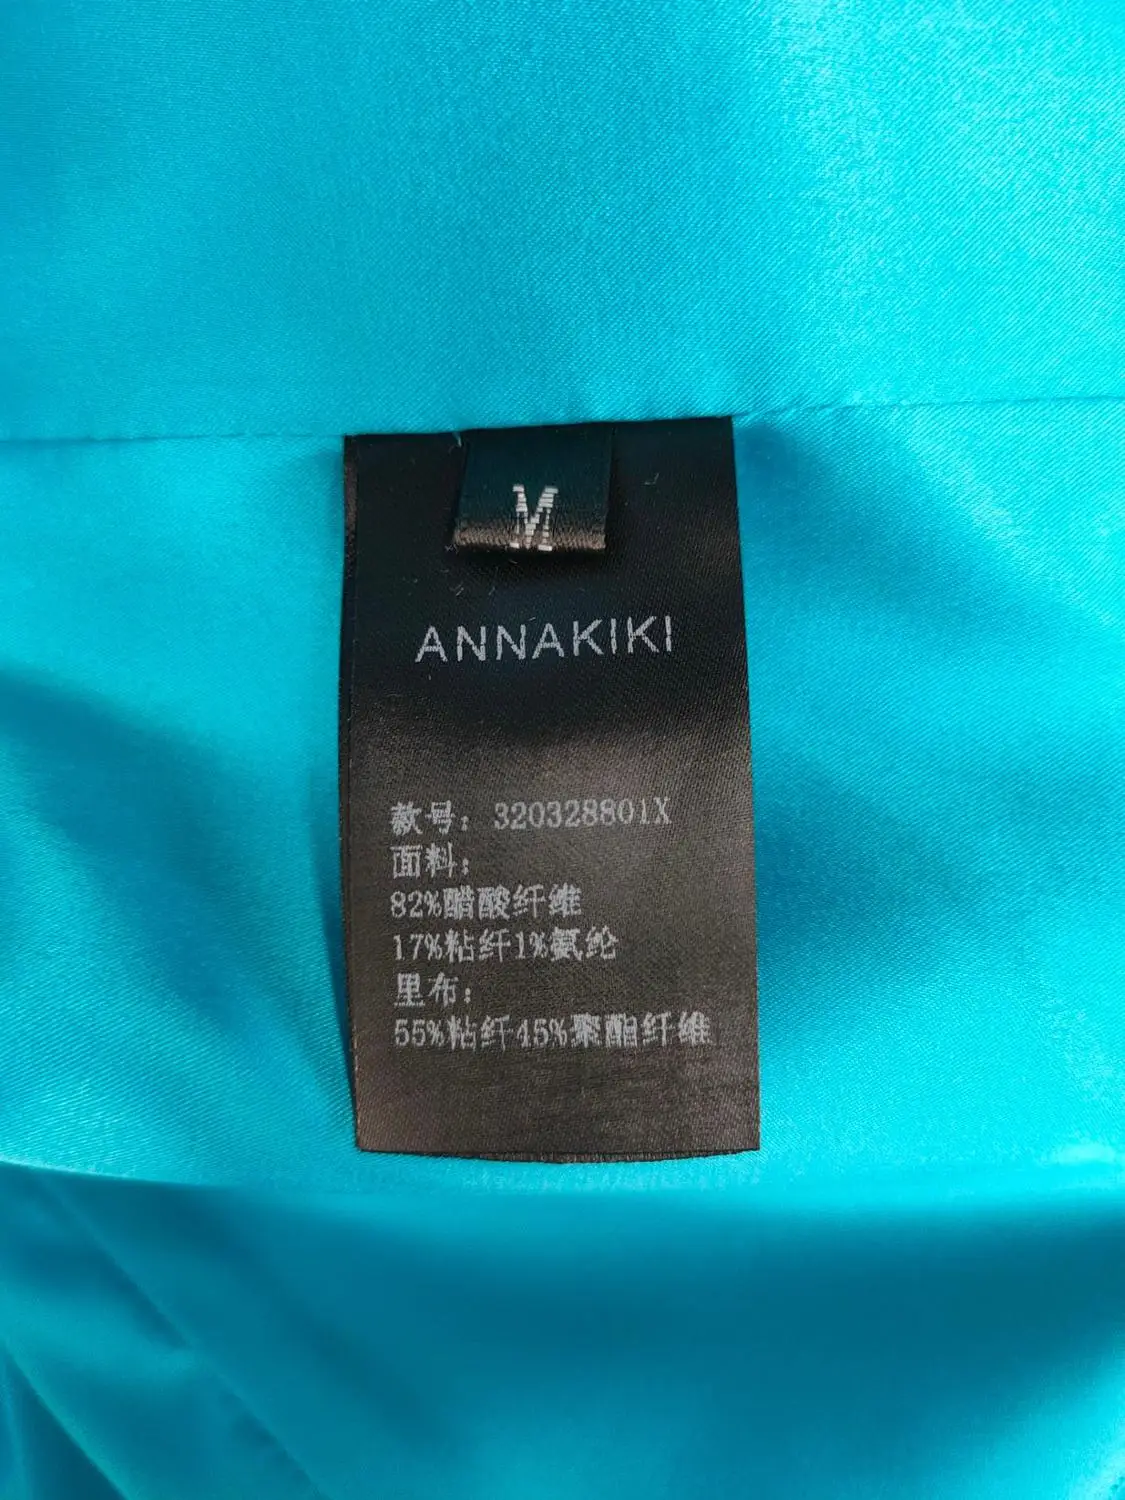 M
ANNAKIKI
款号：320328801X
面料：
82%醋酸纤维
17%粘纤1%氨纶
里布：
55%粘纤45%聚酯纤维